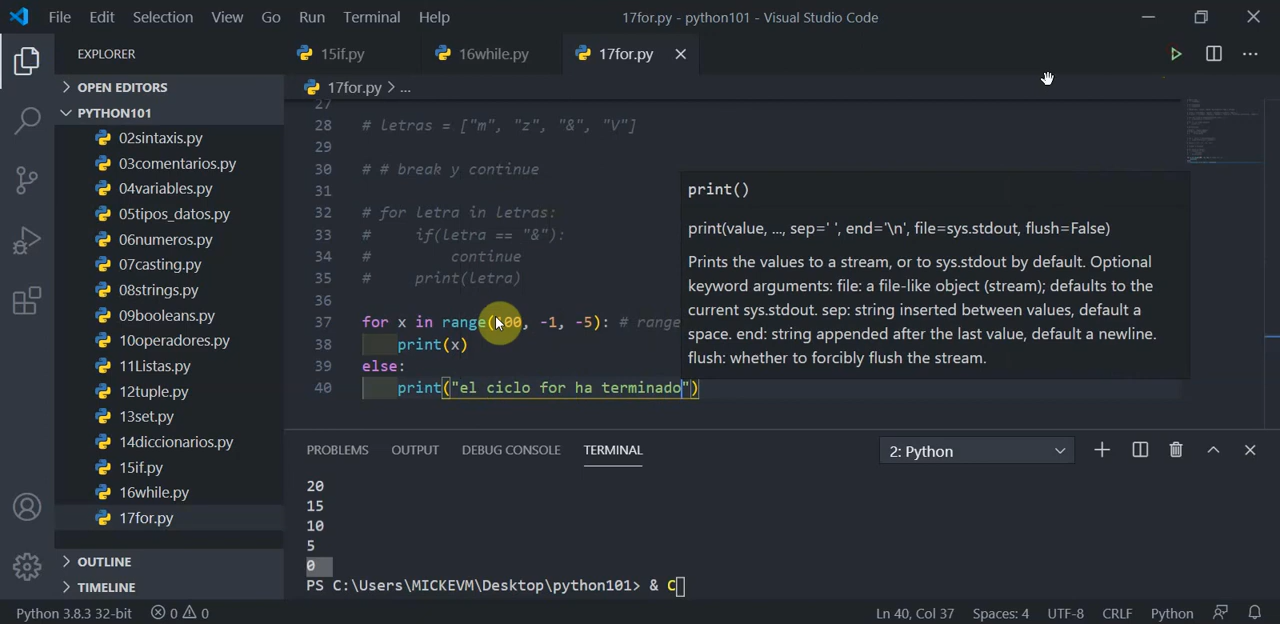 File Edit Selection View Go Run Terminal Help 17for.py - python101 - Visual Studio Code
EXPLORER
15if.py 16while.py 17for.py
OPEN EDITORS
PYTHON101
02sintaxis.py
03comentarios.py
04variables.py
05tipos_datos.py
06numeros.py
07casting.py
08strings.py
09booleans.py
10operadores.py
11Listas.py
12tuple.py
13set.py
14diccionarios.py
15if.py
16while.py
17for.py
OUTLINE
TIMELINE
17for.py > ...
27
28 # letras = ["m", "z", "&", "V"]
29
30 # # break y continue
31
32 # for letra in letras:
33 #     if(letra == "&"):
34 #         continue
35 #     print(letra)
36
37 for x in range(100, -1, -5): # range
38     print(x)
39 else:
40     print("el ciclo for ha terminado")
print()
print(value, ..., sep=' ', end='\n', file=sys.stdout, flush=False)
Prints the values to a stream, or to sys.stdout by default. Optional
keyword arguments: file: a file-like object (stream); defaults to the
current sys.stdout. sep: string inserted between values, default a
space. end: string appended after the last value, default a newline.
flush: whether to forcibly flush the stream.
PROBLEMS OUTPUT DEBUG CONSOLE TERMINAL 2: Python
20
15
10
5
0
PS C:\Users\MICKEVM\Desktop\python101> & C
Python 3.8.3 32-bit 0 0 Ln 40, Col 37 Spaces: 4 UTF-8 CRLF Python